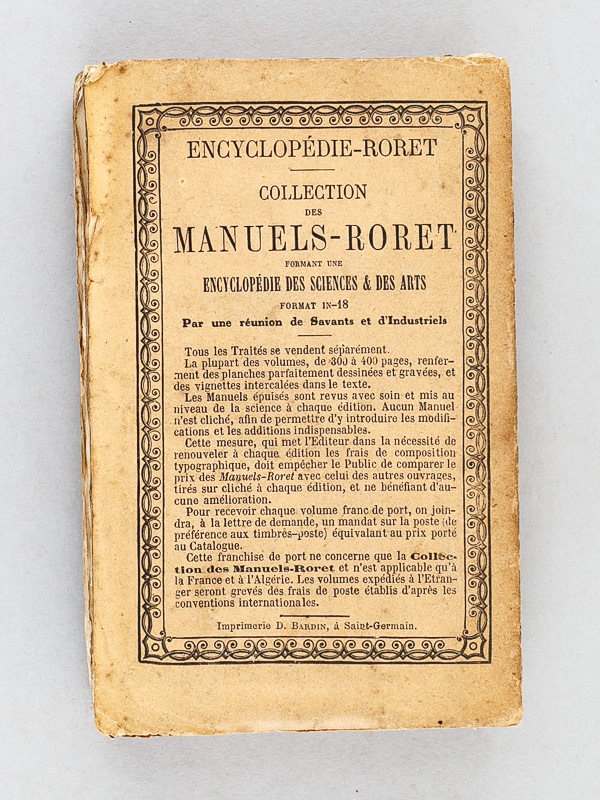 ENCYCLOPÉDIE-RORET
COLLECTION
DES
MANUELS-RORET
FORMANT UNE
ENCYCLOPÉDIE DES SCIENCES & DES ARTS
FORMAT IN-18
Par une réunion de Savants et d'Industriels
Tous les Traités se vendent séparément.
La plupart des volumes, de 300 à 400 pages, renfer-
ment des planches parfaitement dessinées et gravées, et
des vignettes intercalées dans le texte.
Les Manuels épuisés sont revus avec soin et mis au
niveau de la science à chaque édition. Aucun Manuel
n'est cliché, afin de permettre d'y introduire les modifi-
cations et les additions indispensables.
Cette mesure, qui met l'Editeur dans la nécessité de
renouveler à chaque édition les frais de composition
typographique, doit empêcher le Public de comparer le
prix des Manuels-Roret avec celui des autres ouvrages,
tirés sur cliché à chaque édition, et ne bénéfiant d'au-
cune amélioration.
Pour recevoir chaque volume franc de port, on join-
dra, à la lettre de demande, un mandat sur la poste (de
préférence aux timbrés-poste) équivalant au prix porté
au Catalogue.
Cette franchise de port ne concerne que la Collec-
tion des Manuels-Roret et n'est applicable qu'à
la France et à l'Algérie. Les volumes expédiés à l'Etran-
ger seront grevés des frais de poste établis d'après les
conventions internationales.
Imprimerie D. BARDIN, à Saint-Germain.